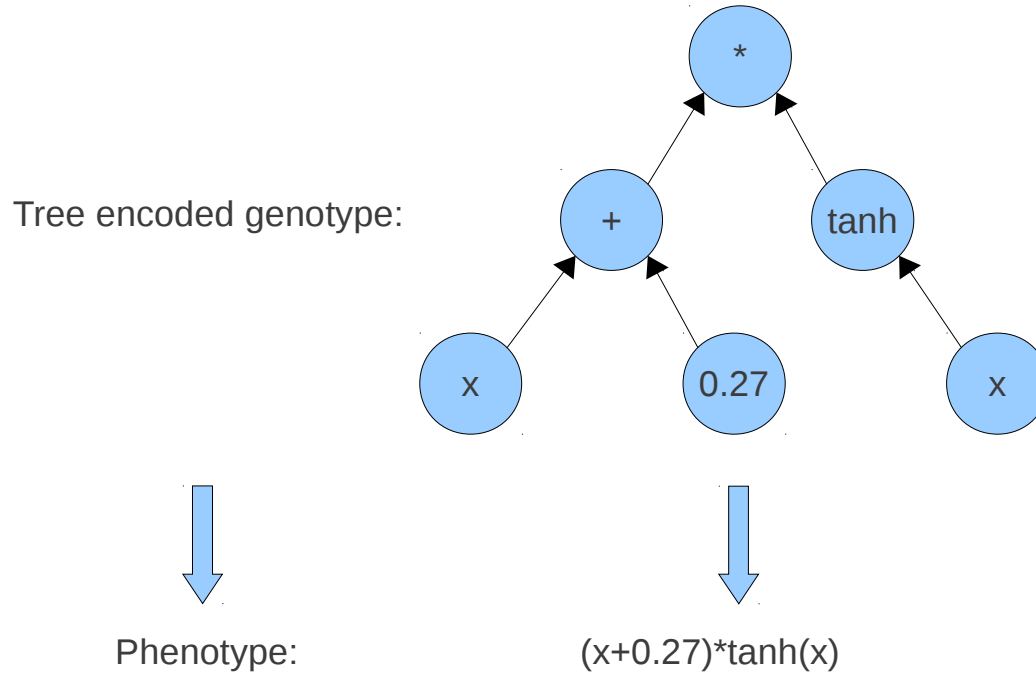 *
Tree encoded genotype:
+
tanh
x
0.27
x
Phenotype:
(x+0.27)*tanh(x)